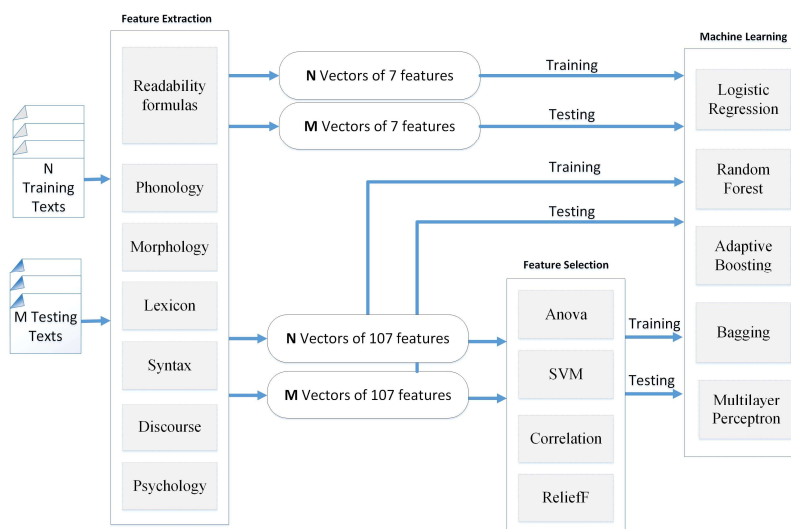 Feature Extraction
Machine Learning
Readability
formulas
N Vectors of 7 features
Training
Logistic
Regression
M Vectors of 7 features
Testing
N
Training
Texts
Phonology
Training
Random
Forest
Testing
Morphology
Adaptive
Boosting
M Testing
Texts
Feature Selection
Lexicon
Anova
Training
Bagging
N Vectors of 107 features
Syntax
SVM
Testing
M Vectors of 107 features
Multilayer
Perceptron
Discourse
Correlation
Psychology
ReliefF